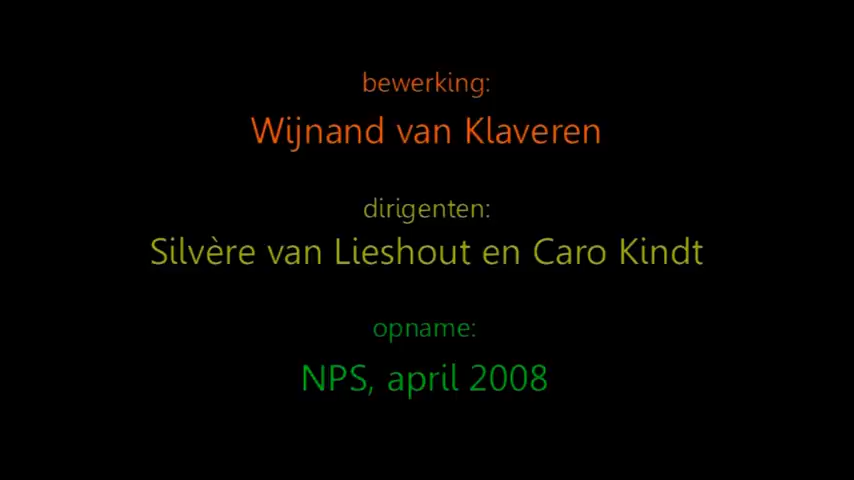 bewerking:
Wijnand van Klaveren
dirigenten:
Silvère van Lieshout en Caro Kindt
opname:
NPS, april 2008